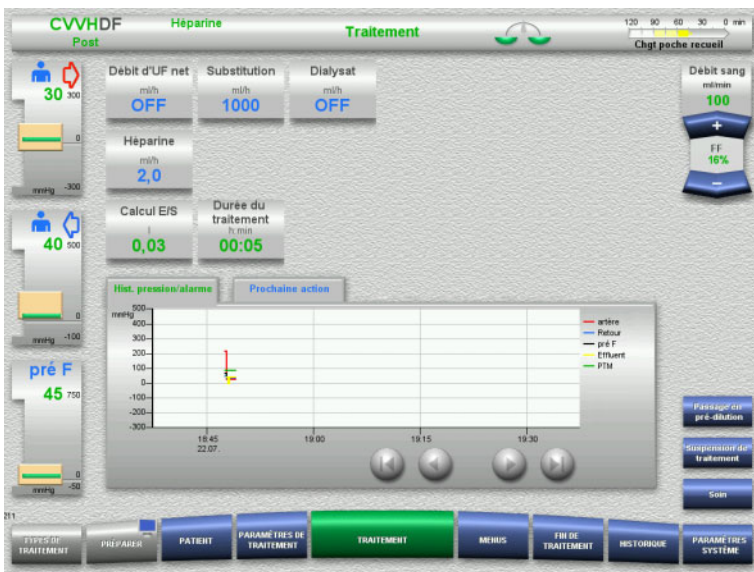 CVVHDF
Post
Héparine
Traitement
120 90 60 30 0 min
Chgt poche recueil
30
300
0
mmHg -300
40
500
0
mmHg -100
pré F
45
750
0
mmHg -50
Débit d'UF net
ml/h
OFF
Substitution
ml/h
1000
Dialysat
ml/h
OFF
Héparine
ml/h
2,0
Calcul E/S
l
0,03
Durée du
traitement
h:min
00:05
Débit sang
ml/min
100
+
FF
16%
–
Hist. pression/alarme
Prochaine action
mmHg
500
400
300
200
100
0
-100
-200
-300
18:45 19:00 19:15 19:30
22.07.
artère
Retour
pré F
Effluent
PTM
Passage en
pré-dilution
Suspension de
traitement
Soin
211
TYPES DE
TRAITEMENT
PRÉPARER
PATIENT
PARAMÈTRES DE
TRAITEMENT
TRAITEMENT
MENUS
FIN DE
TRAITEMENT
HISTORIQUE
PARAMÈTRES
SYSTÈME